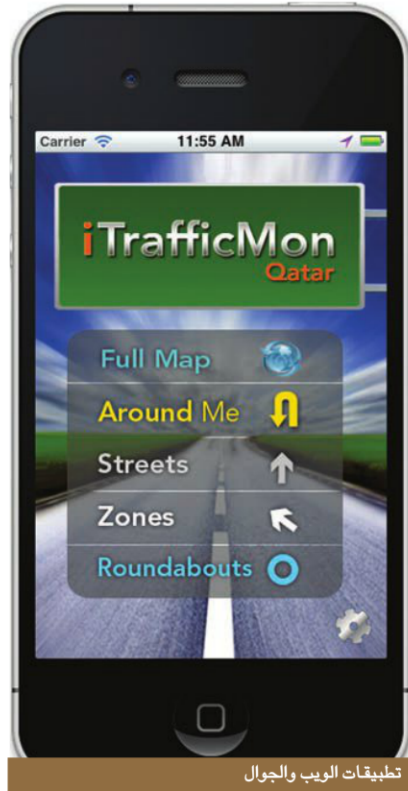 Carrier 11:55 AM
iTrafficMon
Qatar
Full Map
Around Me
Streets
Zones
Roundabouts
تطبيقات الويب والجوال